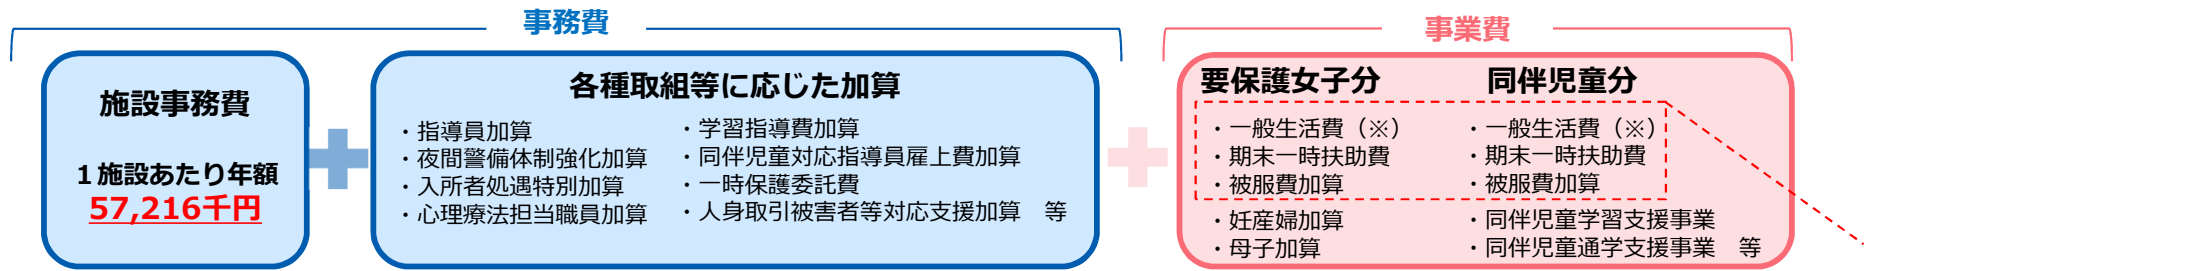 事務費
施設事務費
１施設あたり年額
57,216千円
各種取組等に応じた加算
・指導員加算
・夜間警備体制強化加算
・入所者処遇特別加算
・心理療法担当職員加算
・学習指導費加算
・同伴児童対応指導員雇上費加算
・一時保護委託費
・人身取引被害者等対応支援加算　等
事業費
要保護女子分
・一般生活費（※）
・期末一時扶助費
・被服費加算
・妊産婦加算
・母子加算
同伴児童分
・一般生活費（※）
・期末一時扶助費
・被服費加算
・同伴児童学習支援事業
・同伴児童通学支援事業　等